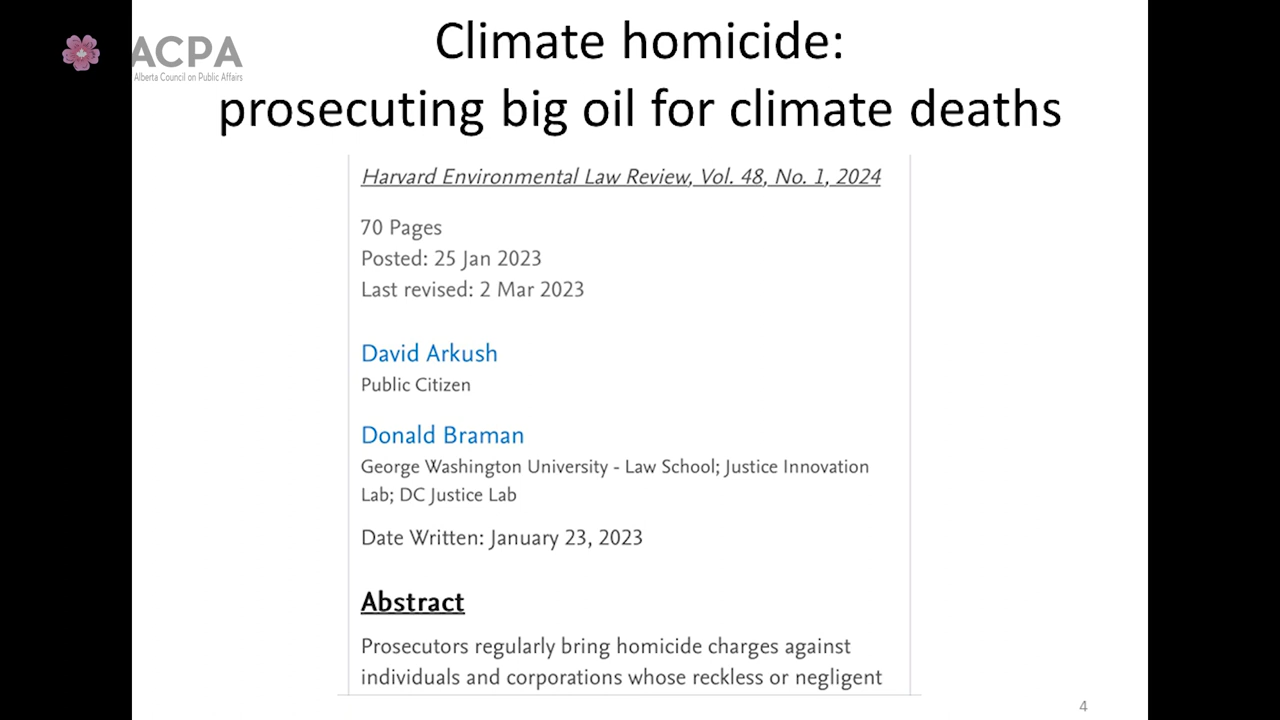 ACPA
Alberta Council on Public Affairs
Climate homicide:
prosecuting big oil for climate deaths
Harvard Environmental Law Review, Vol. 48, No. 1, 2024
70 Pages
Posted: 25 Jan 2023
Last revised: 2 Mar 2023
David Arkush
Public Citizen
Donald Braman
George Washington University - Law School; Justice Innovation
Lab; DC Justice Lab
Date Written: January 23, 2023
Abstract
Prosecutors regularly bring homicide charges against
individuals and corporations whose reckless or negligent
4